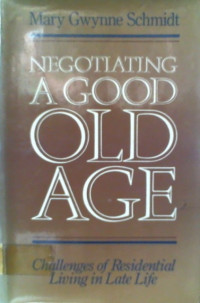 Mary Gwynne Schmidt
NEGOTIATING
A GOOD
OLD
AGE
Challenges of Residential
Living in Late Life